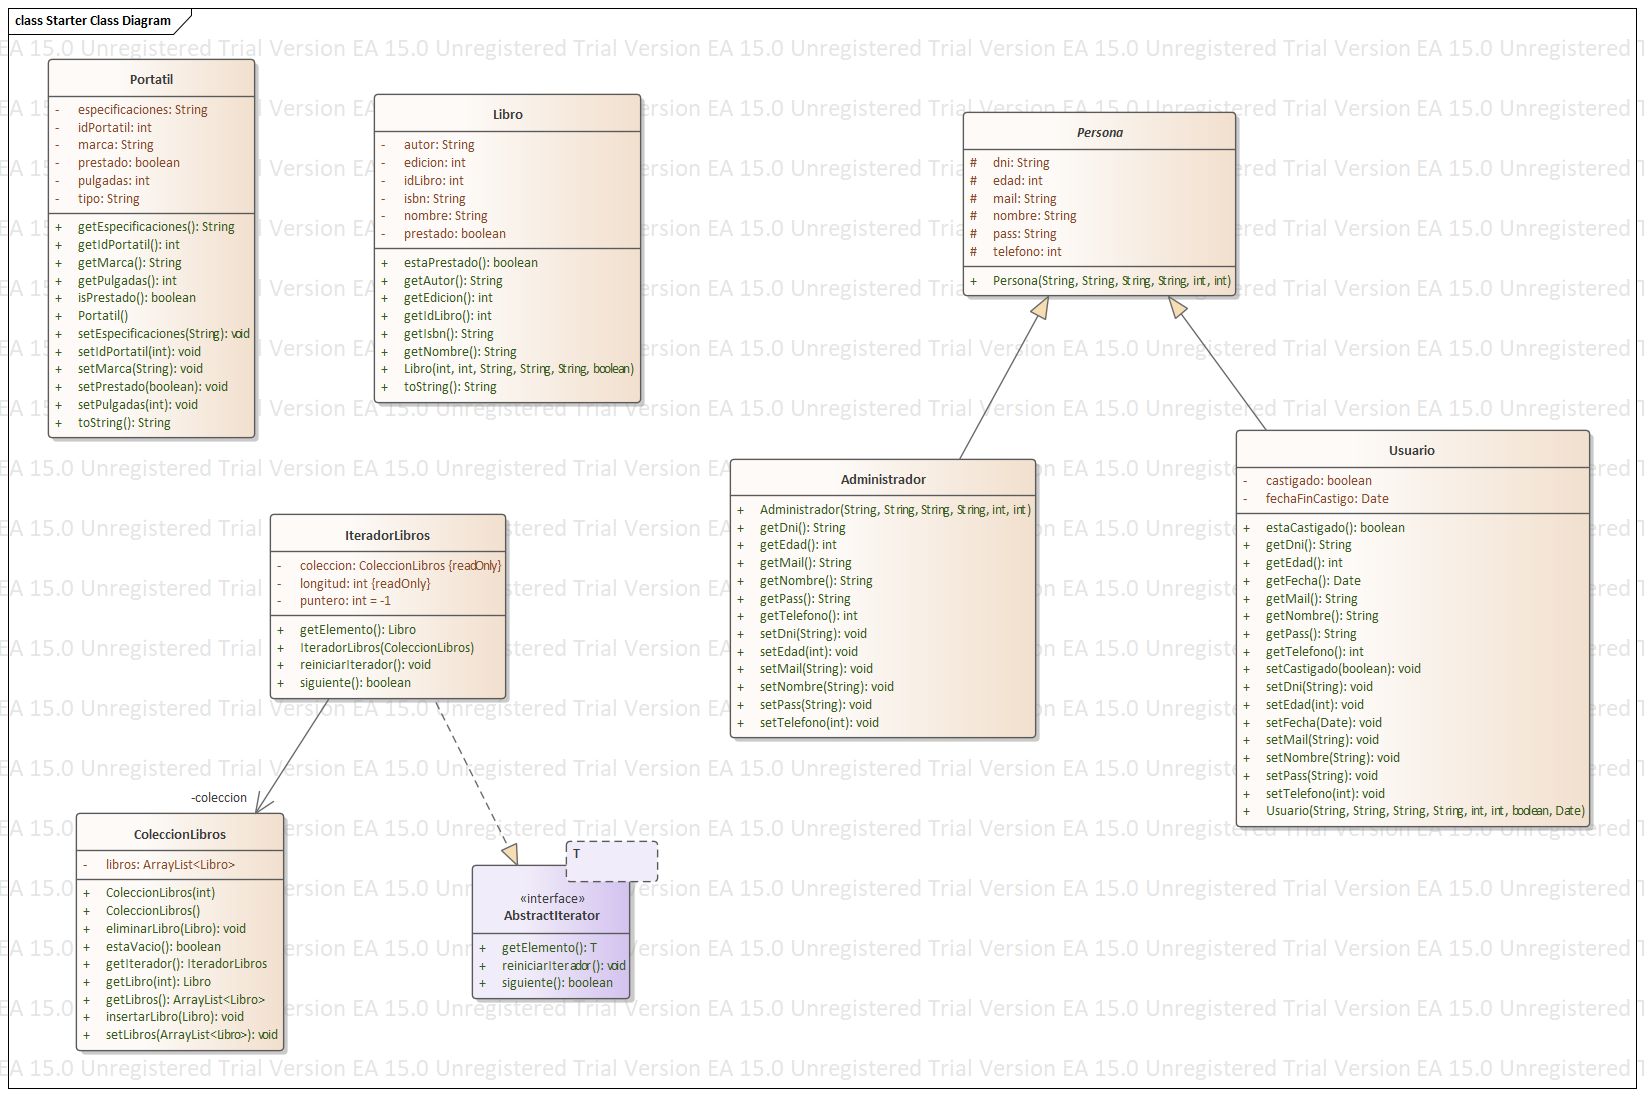 class Starter Class Diagram
EA 15.0 Unregistered Trial Version EA 15.0 Unregistered Trial Version EA 15.0 Unregistered Trial Version EA 15.0 Unregistered Trial Version EA 15.0 Unregistered
Portatil
- especificaciones: String
- idPortatil: int
- marca: String
- prestado: boolean
- pulgadas: int
- tipo: String
+ getEspecificaciones(): String
+ getIdPortatil(): int
+ getMarca(): String
+ getPulgadas(): int
+ isPrestado(): boolean
+ Portatil()
+ setEspecificaciones(String): void
+ setIdPortatil(int): void
+ setMarca(String): void
+ setPrestado(boolean): void
+ setPulgadas(int): void
+ toString(): String
Libro
- autor: String
- edicion: int
- idLibro: int
- isbn: String
- nombre: String
- prestado: boolean
+ estaPrestado(): boolean
+ getAutor(): String
+ getEdicion(): int
+ getIdLibro(): int
+ getIsbn(): String
+ getNombre(): String
+ Libro(int, int, String, String, String, boolean)
+ toString(): String
Persona
# dni: String
# edad: int
# mail: String
# nombre: String
# pass: String
# telefono: int
+ Persona(String, String, String, String, int, int)
Administrador
+ Administrador(String, String, String, String, int, int)
+ getDni(): String
+ getEdad(): int
+ getMail(): String
+ getNombre(): String
+ getPass(): String
+ getTelefono(): int
+ setDni(String): void
+ setEdad(int): void
+ setMail(String): void
+ setNombre(String): void
+ setPass(String): void
+ setTelefono(int): void
Usuario
- castigado: boolean
- fechaFinCastigo: Date
+ estaCastigado(): boolean
+ getDni(): String
+ getEdad(): int
+ getFecha(): Date
+ getMail(): String
+ getNombre(): String
+ getPass(): String
+ getTelefono(): int
+ setCastigado(boolean): void
+ setDni(String): void
+ setEdad(int): void
+ setFecha(Date): void
+ setMail(String): void
+ setNombre(String): void
+ setPass(String): void
+ setTelefono(int): void
+ Usuario(String, String, String, String, int, int, boolean, Date)
IteradorLibros
- coleccion: ColeccionLibros {readOnly}
- longitud: int {readOnly}
- puntero: int = -1
+ getElemento(): Libro
+ IteradorLibros(ColeccionLibros)
+ reiniciarIterador(): void
+ siguiente(): boolean
-coleccion
ColeccionLibros
- libros: ArrayList<Libro>
+ ColeccionLibros(int)
+ ColeccionLibros()
+ eliminarLibro(Libro): void
+ estaVacio(): boolean
+ getIterador(): IteradorLibros
+ getLibro(int): Libro
+ getLibros(): ArrayList<Libro>
+ insertarLibro(Libro): void
+ setLibros(ArrayList<Libro>): void
T
«interface»
AbstractIterator
+ getElemento(): T
+ reiniciarIterador(): void
+ siguiente(): boolean